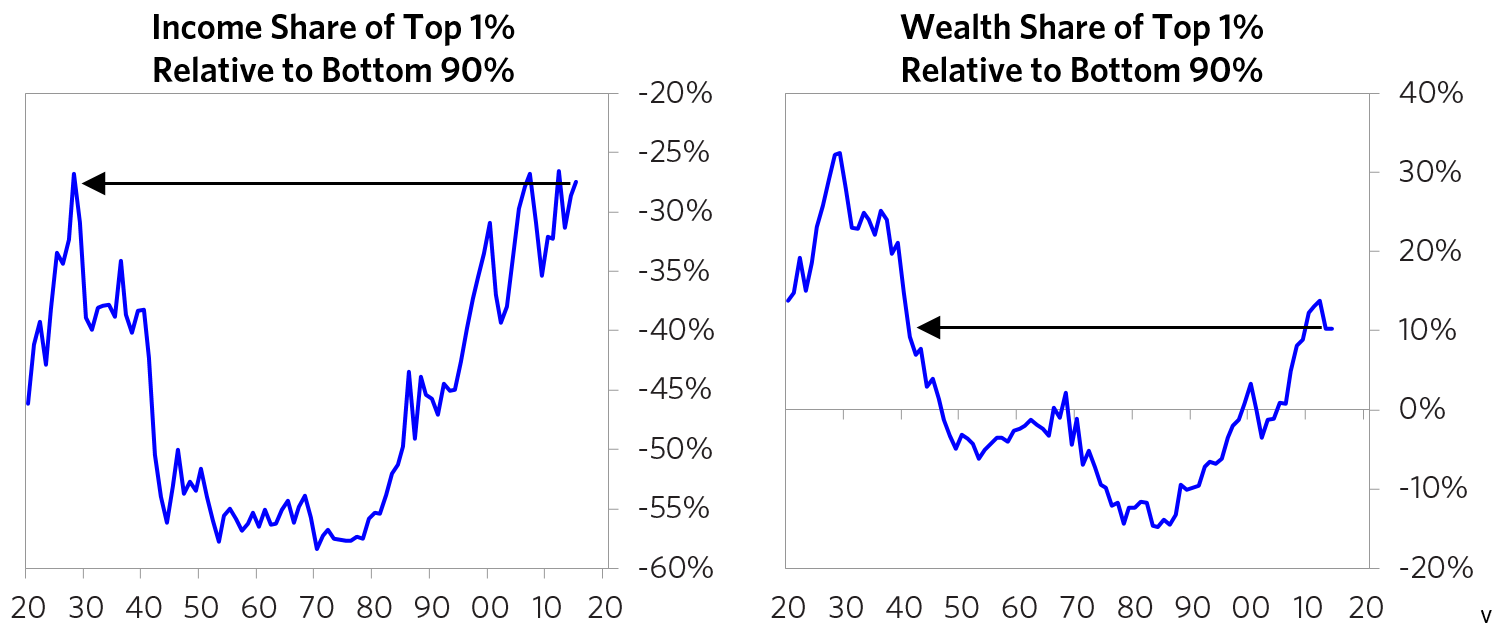 Income Share of Top 1%
Relative to Bottom 90%
-20%
-25%
-30%
-35%
-40%
-45%
-50%
-55%
-60%
20 30 40 50 60 70 80 90 00 10 20
Wealth Share of Top 1%
Relative to Bottom 90%
40%
30%
20%
10%
0%
-10%
-20%
20 30 40 50 60 70 80 90 00 10 20
v